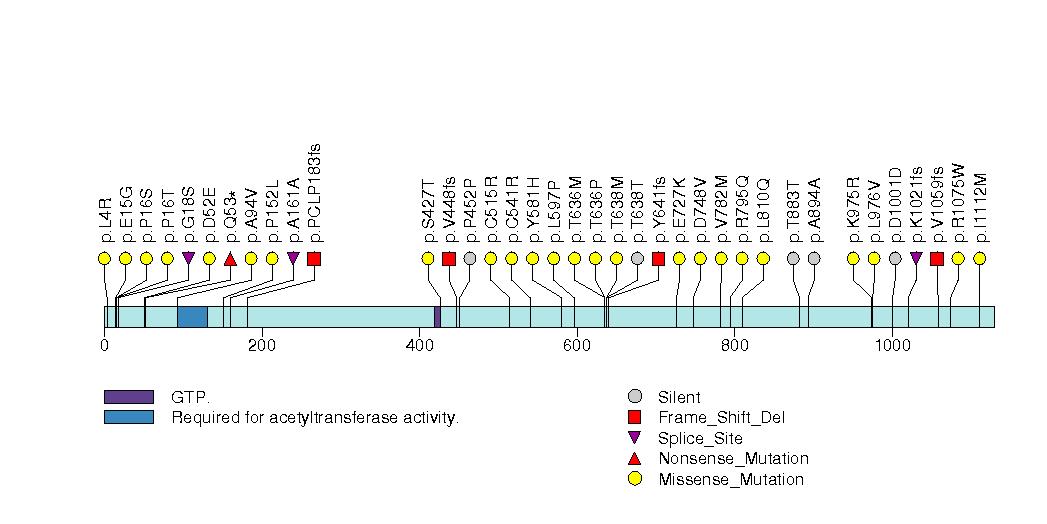 p.L4R
p.E15G
p.P16S
p.P16T
p.G18S
p.D52E
p.Q53*
p.A94V
p.P152L
p.A161A
p.PCLP183fs
p.S427T
p.V448fs
p.P452P
p.C515R
p.C541R
p.Y581H
p.L597P
p.T636M
p.T636P
p.T638M
p.T638T
p.Y641fs
p.E727K
p.D748V
p.V782M
p.R795Q
p.L810Q
p.T883T
p.A894A
p.K975R
p.L976V
p.D1001D
p.K1021fs
p.V1059fs
p.R1075W
p.I1112M
0 200 400 600 800 1000
GTP.
Required for acetyltransferase activity.
Silent
Frame_Shift_Del
Splice_Site
Nonsense_Mutation
Missense_Mutation